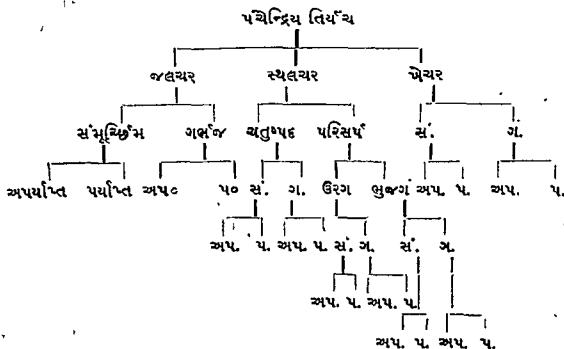 પંચેન્દ્રિય તિર્યંચ
જલચર સ્થલચર ખેચર
સંમૂર્ચ્છિમ ગર્ભજ ચતુષ્પદ પરિસર્પ સં. ગ.
અપર્યાપ્ત પર્યાપ્ત અપ૦ ૫૦ સં. ગ. ઉરગ ભુજગ અપ. પ. અપ. પ.
અપ. પ. અપ. પ. સં. ગ. સં. ગ.
અપ. પ. અપ. પ.
અપ. પ. અપ. પ.